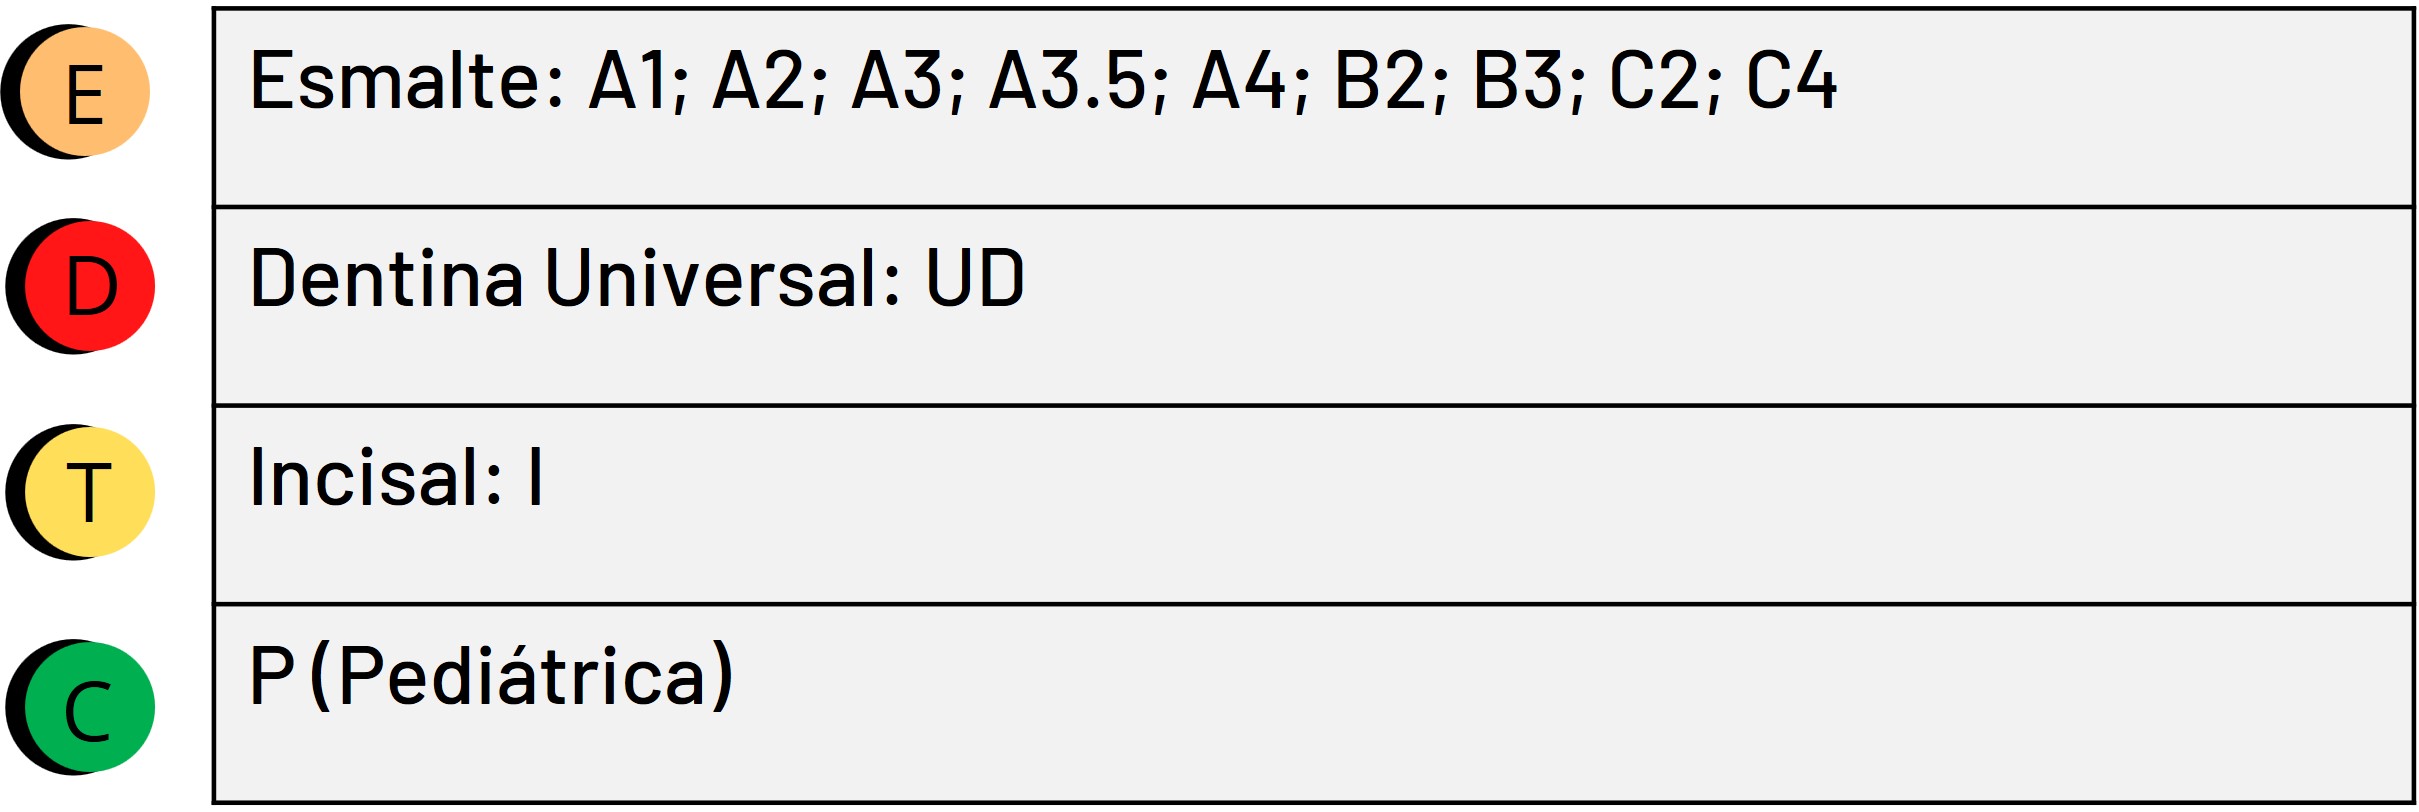 E
Esmalte: A1; A2; A3; A3.5; A4; B2; B3; C2; C4
D
Dentina Universal: UD
T
Incisal: I
C
P (Pediátrica)